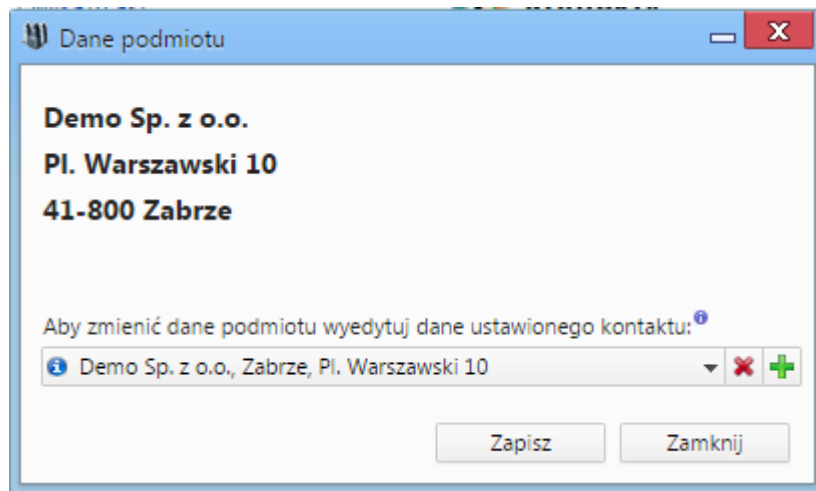 Dane podmiotu
Demo Sp. z o.o.
Pl. Warszawski 10
41-800 Zabrze
Aby zmienić dane podmiotu wyedytuj dane ustawionego kontaktu:
Demo Sp. z o.o., Zabrze, Pl. Warszawski 10
Zapisz Zamknij